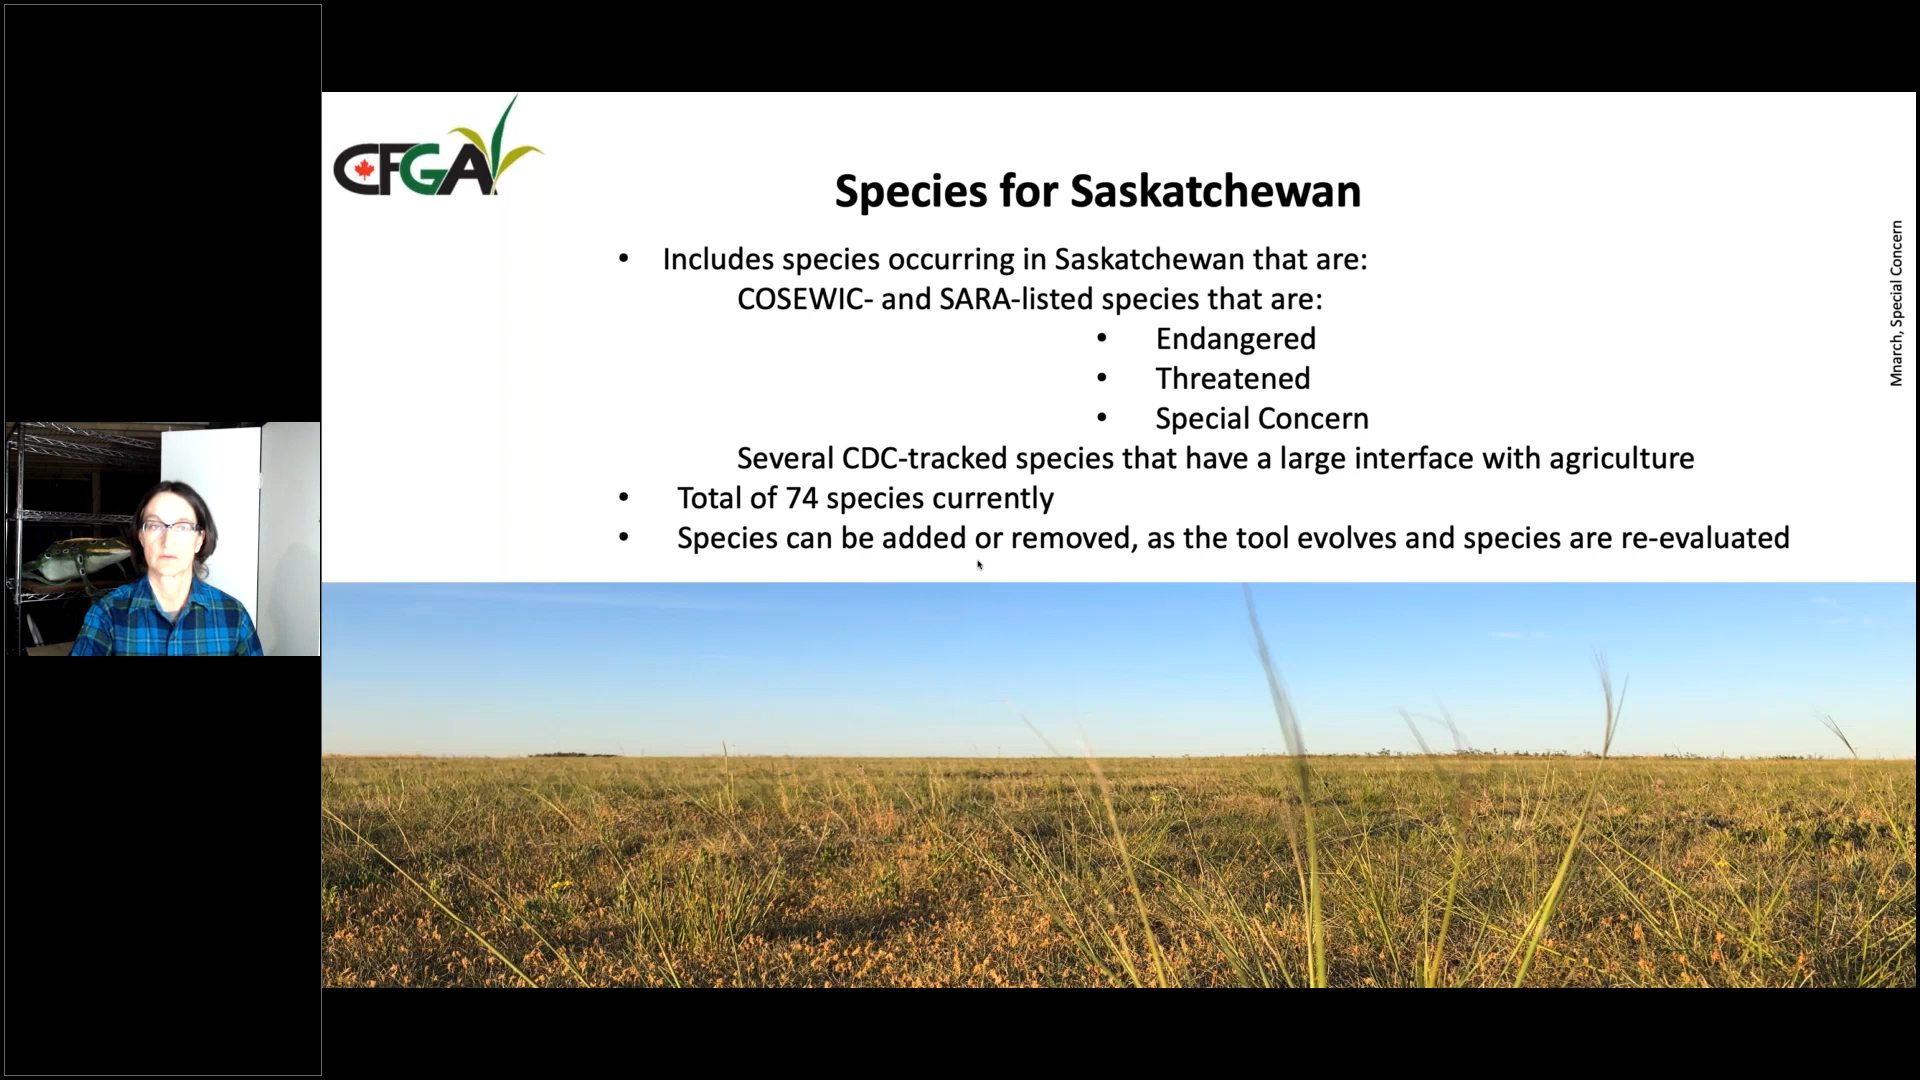 CFGA
Species for Saskatchewan
• Includes species occurring in Saskatchewan that are:
COSEWIC- and SARA-listed species that are:
• Endangered
• Threatened
• Special Concern
Several CDC-tracked species that have a large interface with agriculture
• Total of 74 species currently
• Species can be added or removed, as the tool evolves and species are re-evaluated
Mnarch, Special Concern